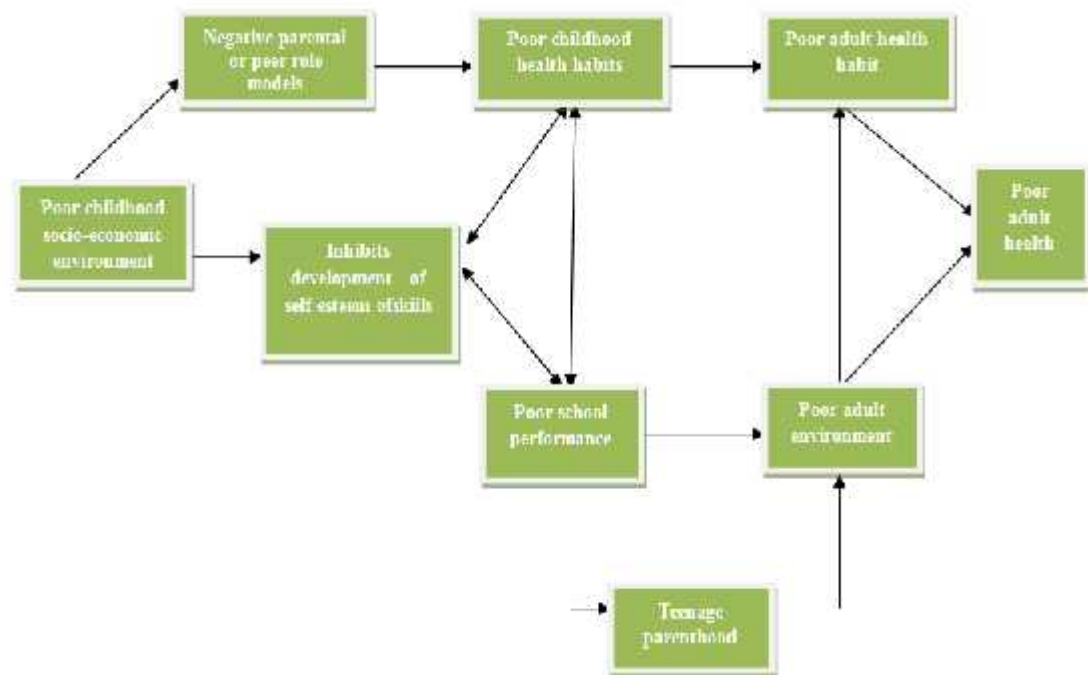 Negative parental
or peer role
models
Poor childhood
health habits
Poor adult health
habit
Poor childhood
socio-economic
environment
Inhibits
development of
self esteem ofskills
Poor
adult
health
Poor school
performance
Poor adult
environment
Teenage
parenthood